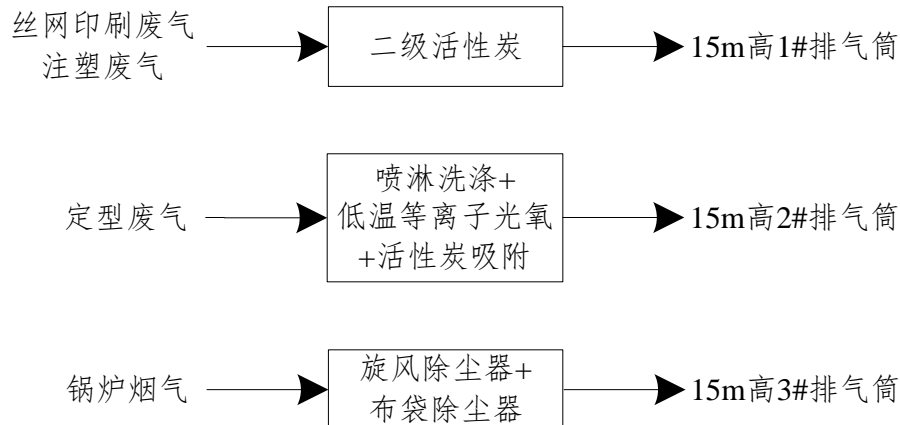 丝网印刷废气
注塑废气
二级活性炭
15m高1#排气筒
定型废气
喷淋洗涤+
低温等离子光氧
+活性炭吸附
15m高2#排气筒
锅炉烟气
旋风除尘器+
布袋除尘器
15m高3#排气筒